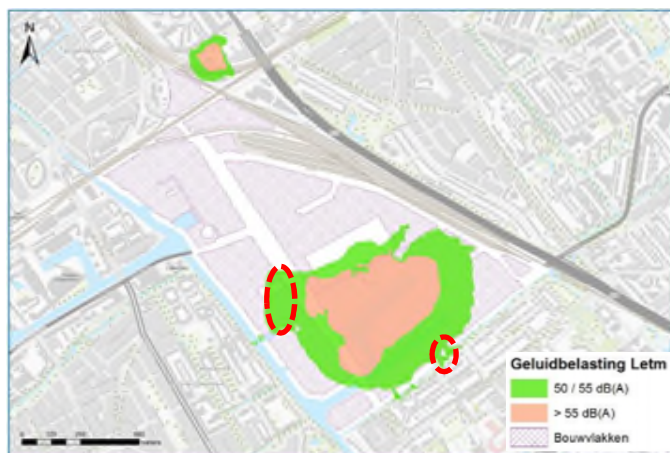 N
Geluidbelasting Letm
50 / 55 dB(A)
> 55 dB(A)
Bouwvlakken